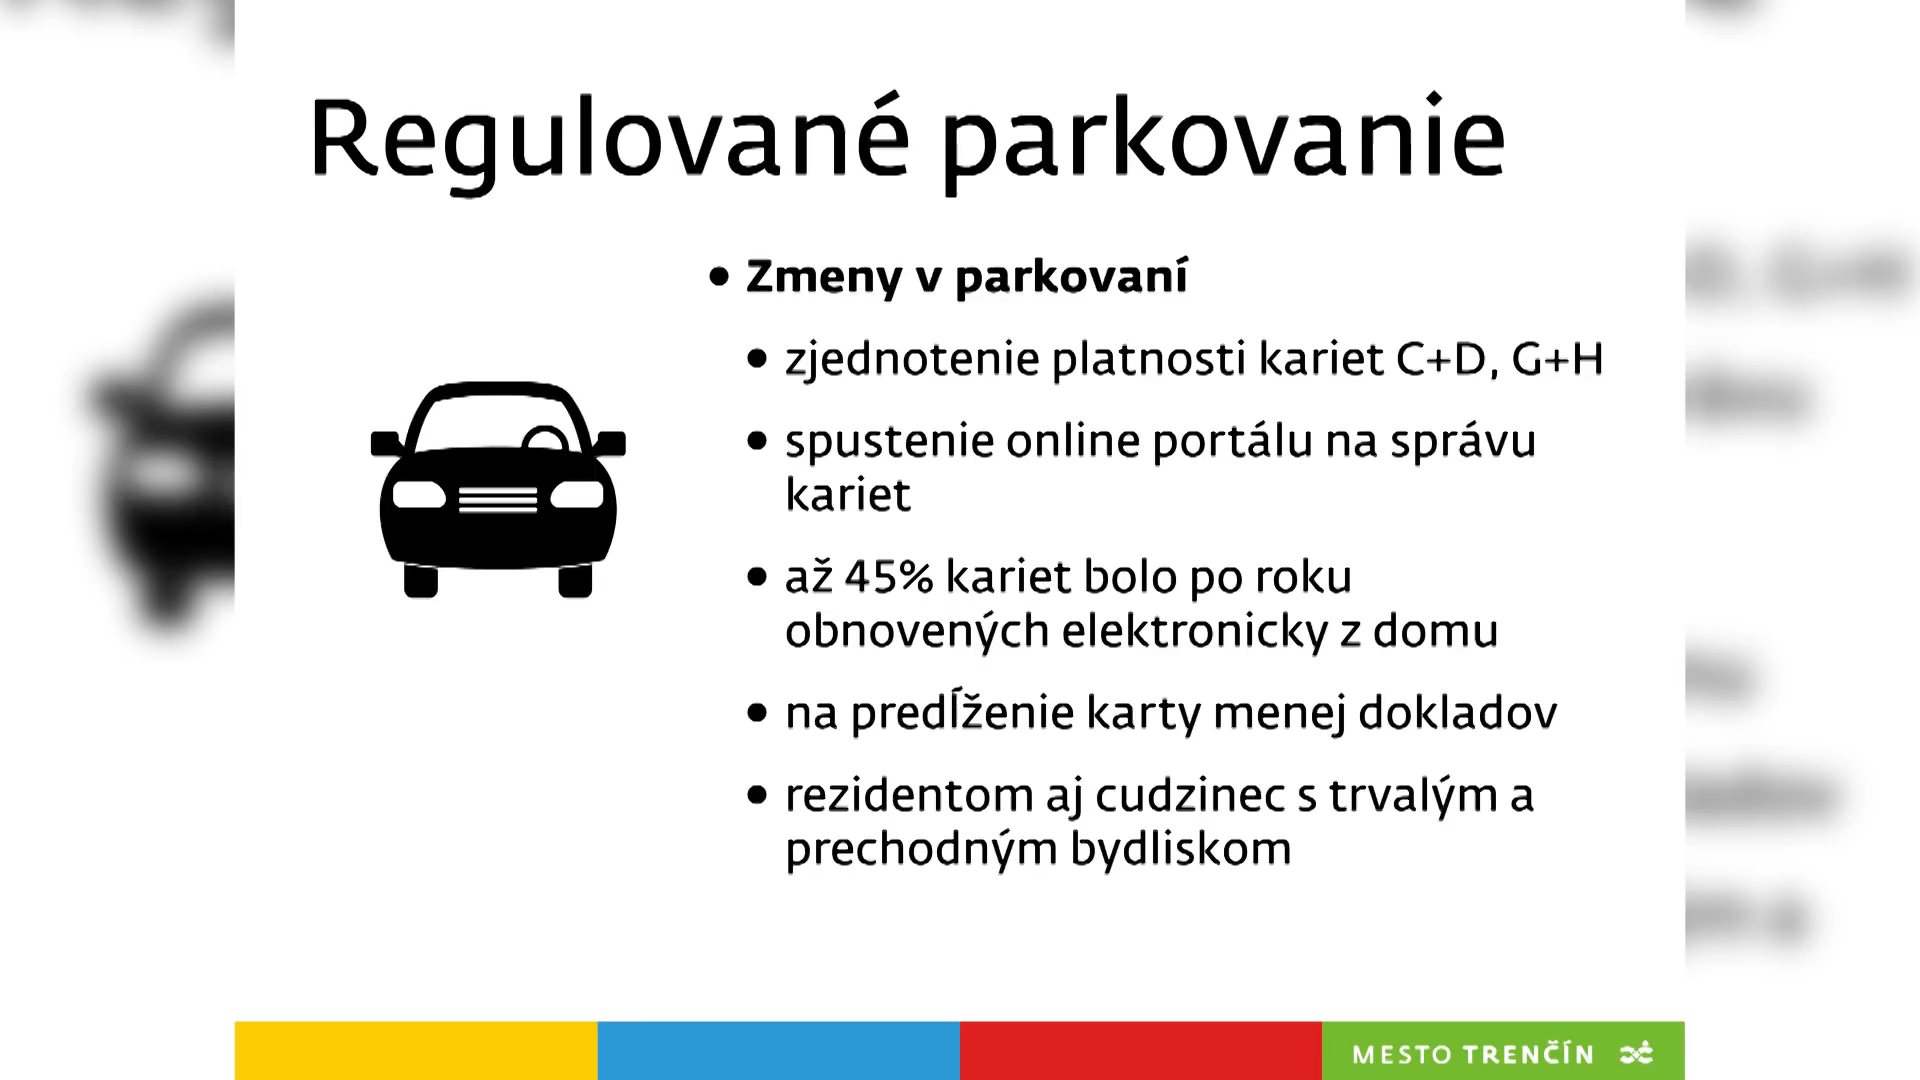 Regulované parkovanie
• Zmeny v parkovaní
• zjednotenie platnosti kariet C+D, G+H
• spustenie online portálu na správu
kariet
• až 45% kariet bolo po roku
obnovených elektronicky z domu
• na predĺženie karty menej dokladov
• rezidentom aj cudzinec s trvalým a
prechodným bydliskom
MESTO TRENČÍN